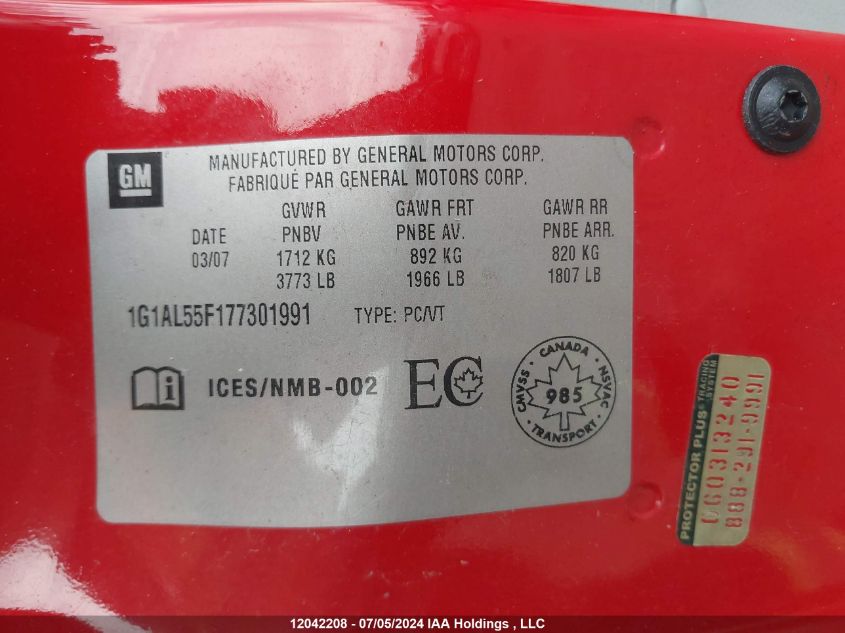 GM
MANUFACTURED BY GENERAL MOTORS CORP.
FABRIQUÉ PAR GENERAL MOTORS CORP.
GVWR GAWR FRT GAWR RR
DATE PNBV PNBE AV. PNBE ARR.
03/07 1712 KG 892 KG 820 KG
3773 LB 1966 LB 1807 LB
1G1AL55F177301991 TYPE: PC/VT
i ICES/NMB-002 EC
CANADA
CMVSS 985 NSVAC
TRANSPORT
PROTECTOR PLUS TRACING SYSTEM
0G0313240
888-291-9991
12042208 - 07/05/2024 IAA Holdings , LLC